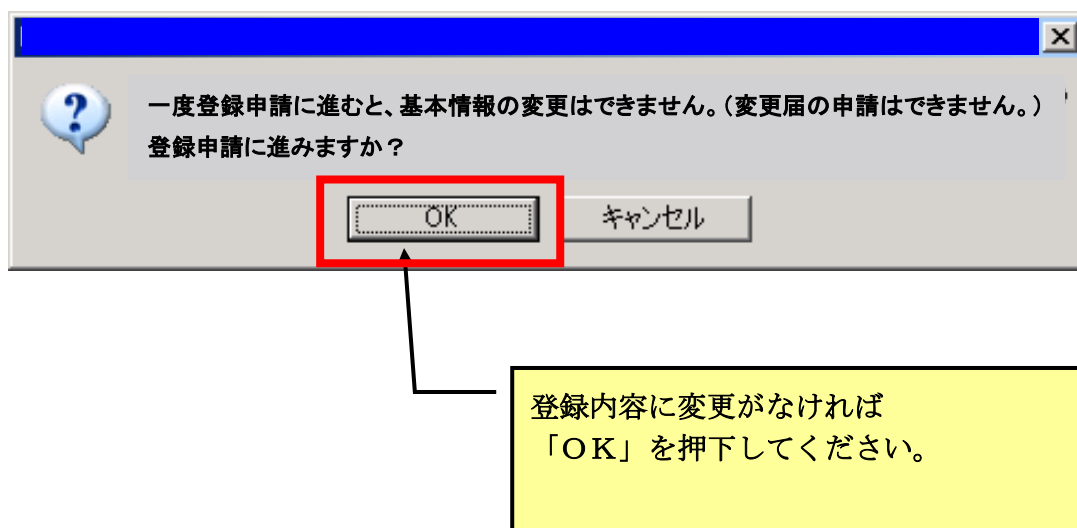 一度登録申請に進むと、基本情報の変更はできません。（変更届の申請はできません。）
登録申請に進みますか？
OK
キャンセル
登録内容に変更がなければ
「ＯＫ」を押下してください。